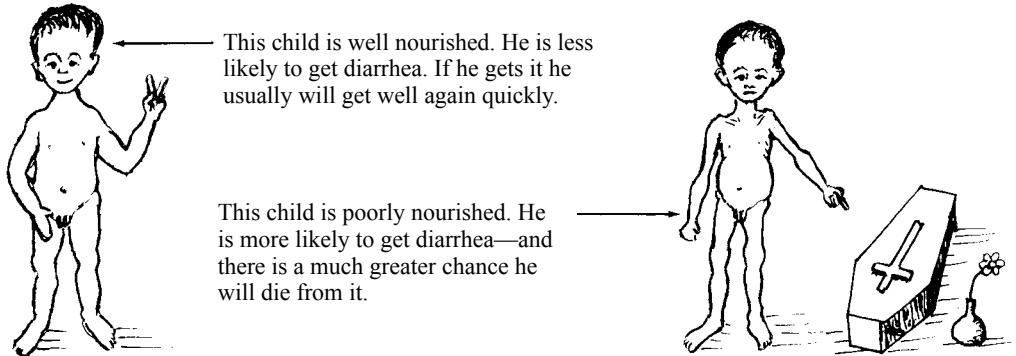 This child is well nourished. He is less
likely to get diarrhea. If he gets it he
usually will get well again quickly.
This child is poorly nourished. He
is more likely to get diarrhea—and
there is a much greater chance he
will die from it.